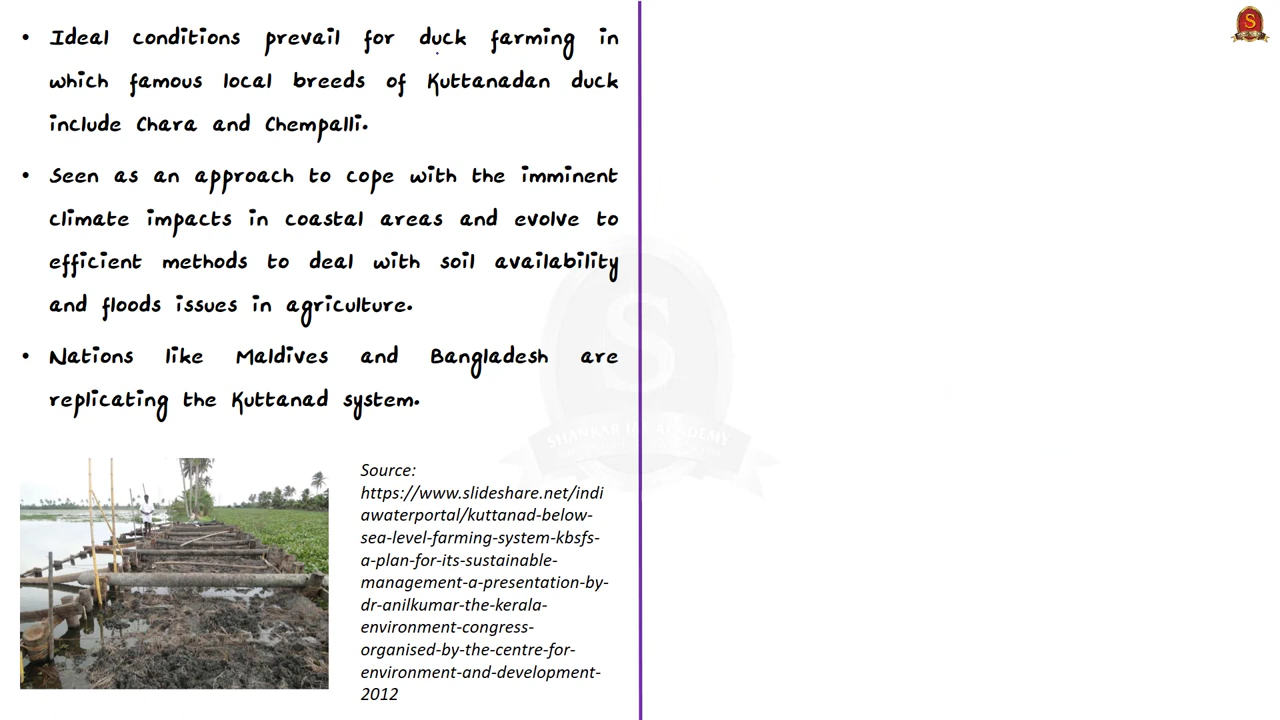 • Ideal conditions prevail for duck farming in
which famous local breeds of Kuttanadan duck
include Chara and Chempalli.
• Seen as an approach to cope with the imminent
climate impacts in coastal areas and evolve to
efficient methods to deal with soil availability
and floods issues in agriculture.
• Nations like Maldives and Bangladesh are
replicating the Kuttanad system.
Source:
https://www.slideshare.net/indi
awaterportal/kuttanad-below-
sea-level-farming-system-kbsfs-
a-plan-for-its-sustainable-
management-a-presentation-by-
dr-anilkumar-the-kerala-
environment-congress-
organised-by-the-centre-for-
environment-and-development-
2012
S
S
SHANKAR IAS ACADEMY